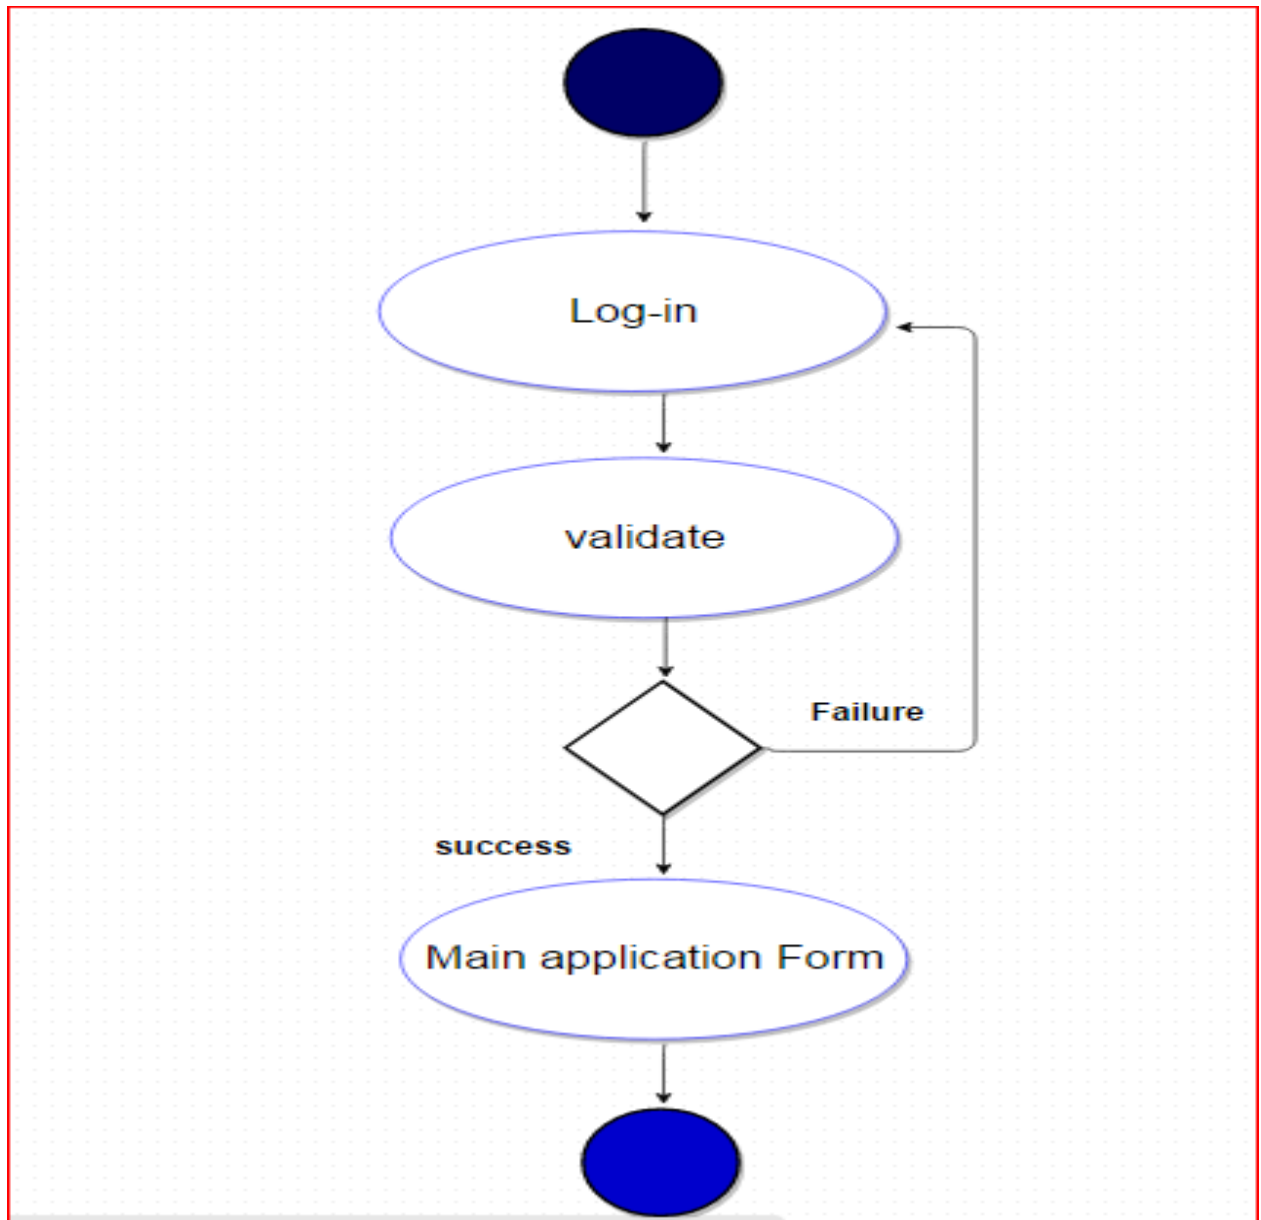 Log-in
validate
Failure
success
Main application Form